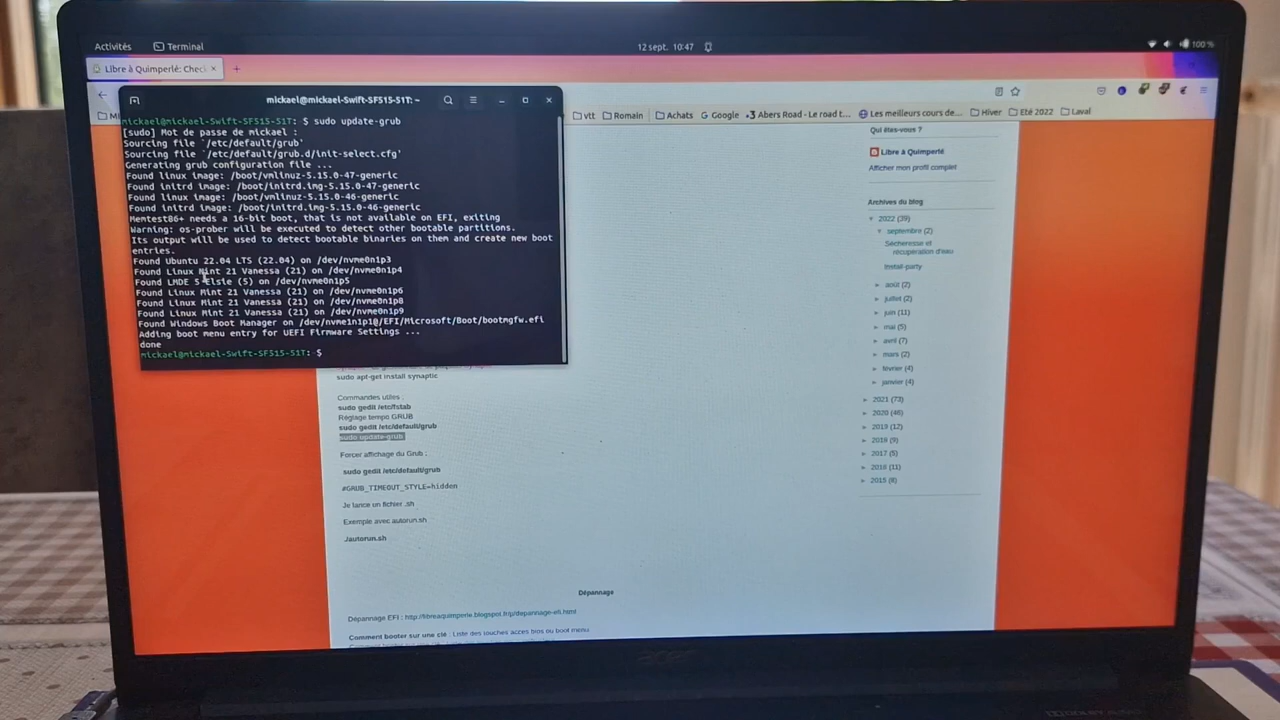 Activités Terminal 12 sept. 10:47 100 %
Libre à Quimperlé: Chec × +
mickael@mickael-Swift-SF515-51T: ~
vtt Romain Achats Google Abers Road - Le road t... Les meilleurs cours de... Hiver Eté 2022 Laval
mickael@mickael-Swift-SF515-51T:~$ sudo update-grub
[sudo] Mot de passe de mickael :
Sourcing file `/etc/default/grub'
Sourcing file `/etc/default/grub.d/init-select.cfg'
Generating grub configuration file ...
Found linux image: /boot/vmlinuz-5.15.0-47-generic
Found initrd image: /boot/initrd.img-5.15.0-47-generic
Found linux image: /boot/vmlinuz-5.15.0-46-generic
Found initrd image: /boot/initrd.img-5.15.0-46-generic
Memtest86+ needs a 16-bit boot, that is not available on EFI, exiting
Warning: os-prober will be executed to detect other bootable partitions.
Its output will be used to detect bootable binaries on them and create new boot
entries.
Found Ubuntu 22.04 LTS (22.04) on /dev/nvme0n1p3
Found Linux Mint 21 Vanessa (21) on /dev/nvme0n1p4
Found LMDE 5 Elsie (5) on /dev/nvme0n1p5
Found Linux Mint 21 Vanessa (21) on /dev/nvme0n1p6
Found Linux Mint 21 Vanessa (21) on /dev/nvme0n1p8
Found Linux Mint 21 Vanessa (21) on /dev/nvme0n1p9
Found Windows Boot Manager on /dev/nvme1n1p1@/EFI/Microsoft/Boot/bootmgfw.efi
Adding boot menu entry for UEFI Firmware Settings ...
done
mickael@mickael-Swift-SF515-51T:~$
sudo apt-get install synaptic
Commandes utiles :
sudo gedit /etc/fstab
Réglage tempo GRUB
sudo gedit /etc/default/grub
sudo update-grub
Forcer affichage du Grub :
sudo gedit /etc/default/grub
#GRUB_TIMEOUT_STYLE=hidden
Je lance un fichier .sh
Exemple avec autorun.sh
./autorun.sh
Dépannage
Dépannage EFI : http://libreaquimperle.blogspot.fr/p/depannage-efi.html
Comment booter sur une clé : Liste des touches accès bios ou boot menu
Qui êtes-vous ?
Libre à Quimperlé
Afficher mon profil complet
Archives du blog
▼ 2022 (39)
▼ septembre (2)
Sécheresse et
récupération d'eau
Install-party
► août (2)
► juillet (2)
► juin (11)
► mai (5)
► avril (7)
► mars (2)
► février (4)
► janvier (4)
► 2021 (73)
► 2020 (46)
► 2019 (12)
► 2018 (9)
► 2017 (5)
► 2016 (11)
► 2015 (8)
acer